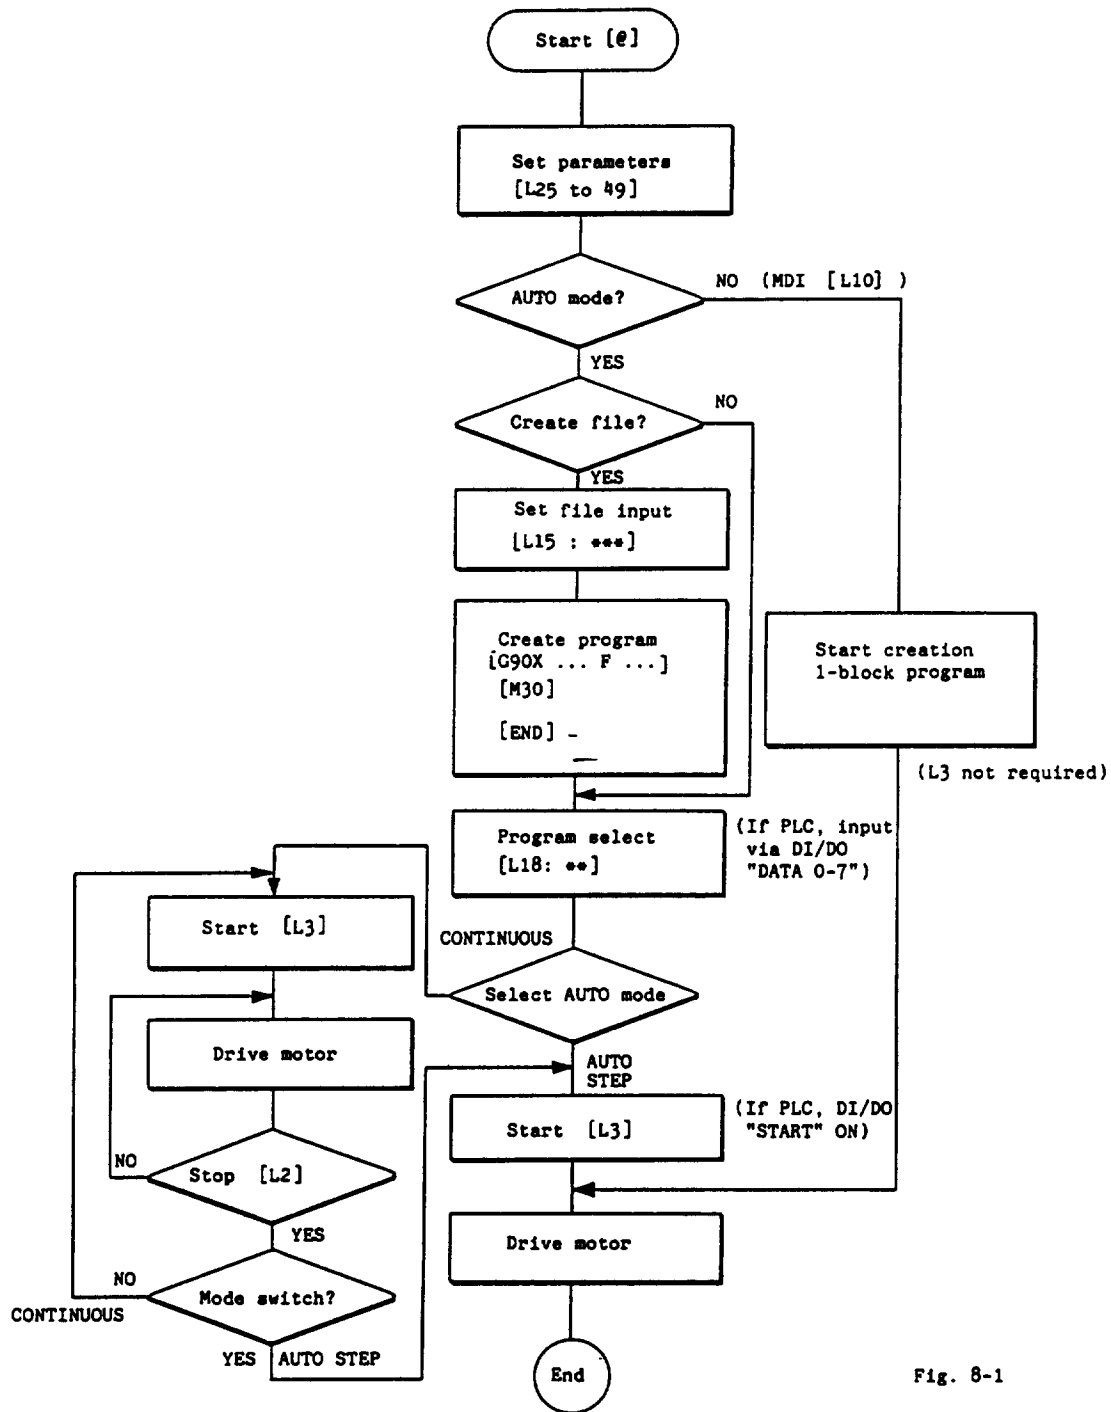 Start [@]
Set parameters
[L25 to 49]
AUTO mode?
NO (MDI [L10] )
YES
Create file?
NO
YES
Set file input
[L15 : ***]
Create program
[G90X ... F ...]
[M30]
[END] -
Start creation
1-block program
(L3 not required)
Program select
[L18: **]
(If PLC, input
via DI/DO
"DATA 0-7")
Start [L3]
CONTINUOUS
Select AUTO mode
Drive motor
AUTO
STEP
Start [L3]
(If PLC, DI/DO
"START" ON)
NO
Stop [L2]
YES
Drive motor
NO
Mode switch?
CONTINUOUS
YES AUTO STEP
End
Fig. 8-1